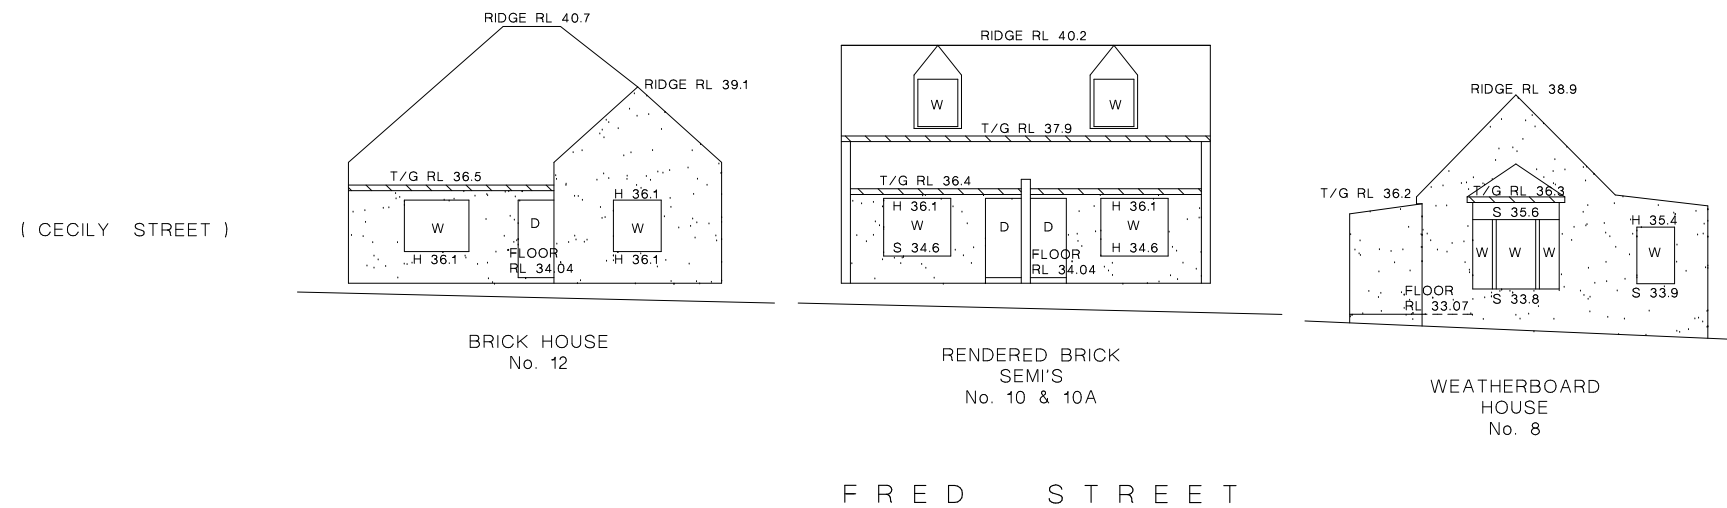 ( CECILY STREET )
RIDGE RL 40.7
RIDGE RL 39.1
T/G RL 36.5
H 36.1
W
D
W
H 36.1
FLOOR
RL 34.04
H 36.1
BRICK HOUSE
No. 12
RIDGE RL 40.2
W
W
T/G RL 37.9
T/G RL 36.4
H 36.1
H 36.1
W
D
D
W
S 34.6
H 34.6
FLOOR
RL 34.04
RENDERED BRICK
SEMI'S
No. 10 & 10A
RIDGE RL 38.9
T/G RL 36.2
T/G RL 36.3
S 35.6
H 35.4
W
W
W
W
FLOOR
RL 33.07
S 33.8
S 33.9
WEATHERBOARD
HOUSE
No. 8
FRED STREET